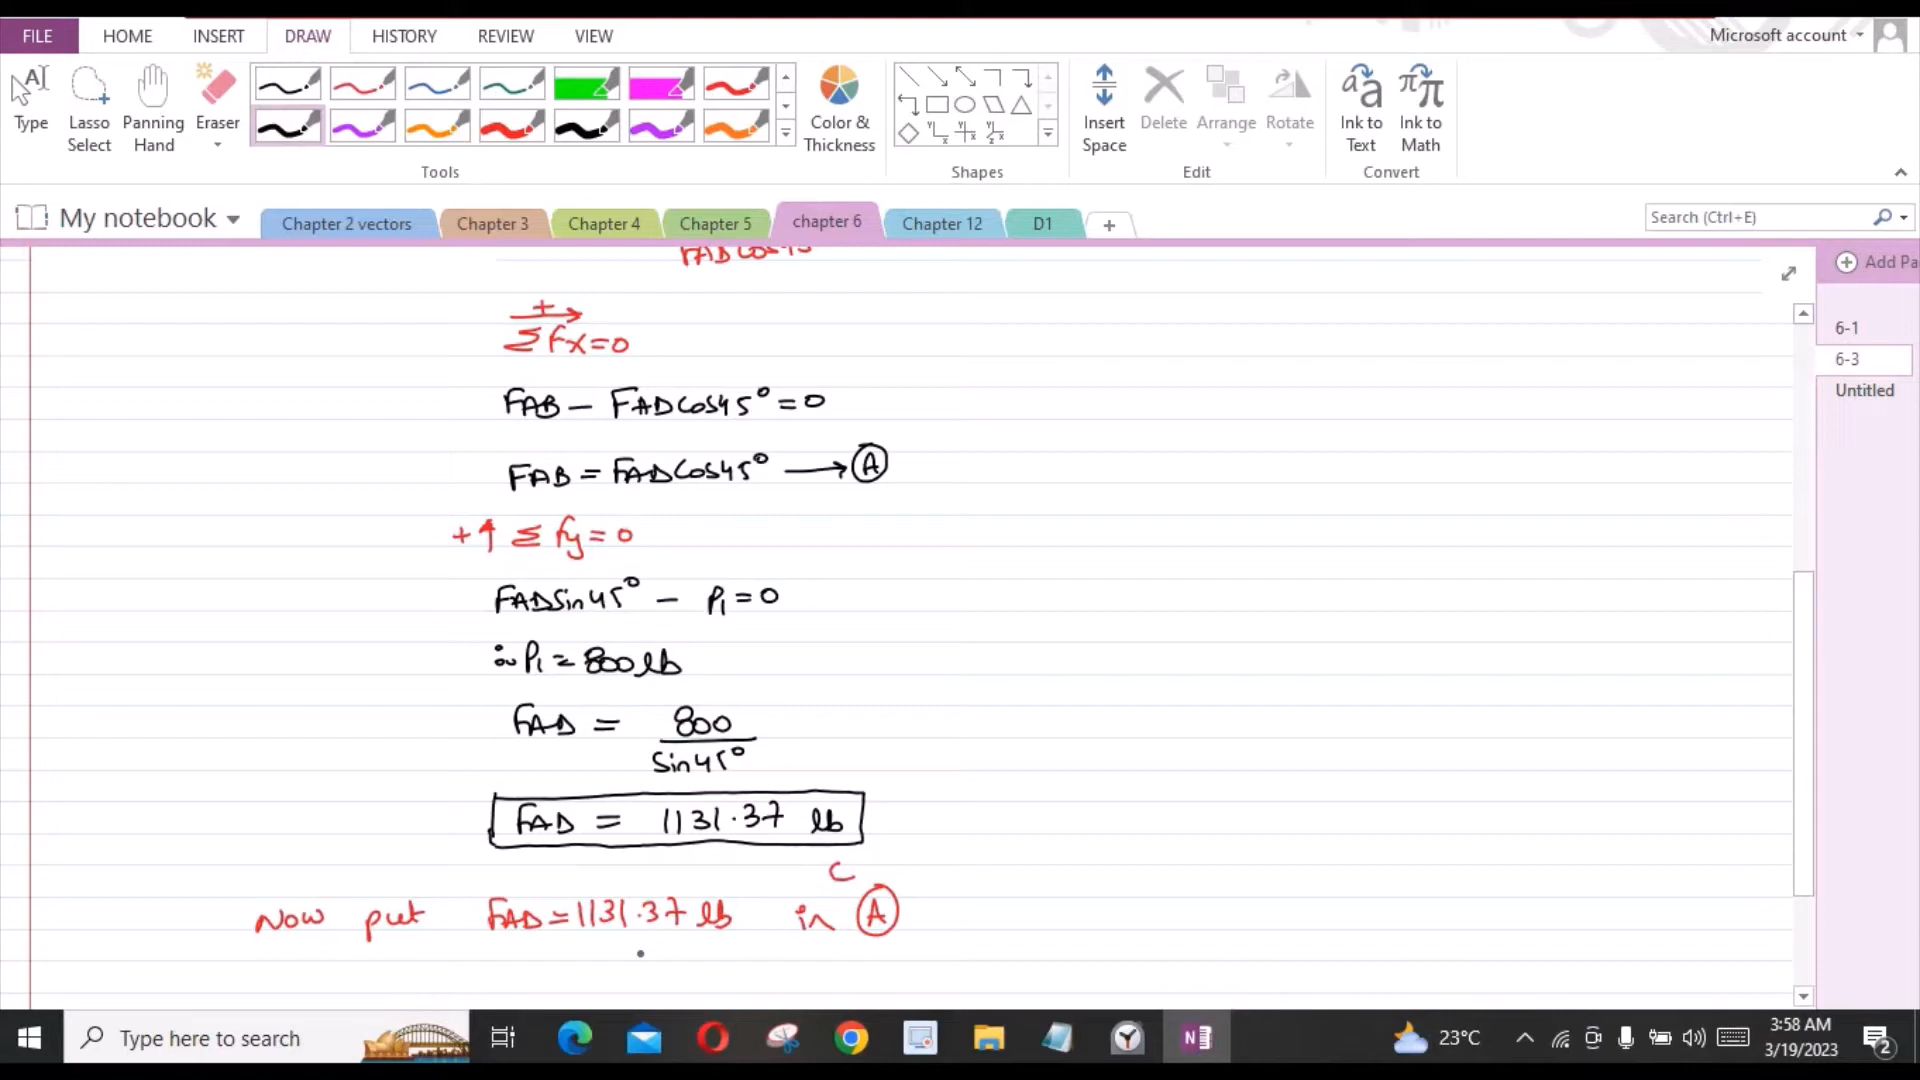 FILE HOME INSERT DRAW HISTORY REVIEW VIEW Microsoft account
Type Lasso Select Panning Hand Eraser Color & Thickness Insert Space Delete Arrange Rotate Ink to Text Ink to Math
Tools Shapes Edit Convert
My notebook Chapter 2 vectors Chapter 3 Chapter 4 Chapter 5 chapter 6 Chapter 12 D1 Search (Ctrl+E)
FADCos45
Add Pa
+
ΣFx=0
6-1
6-3
Untitled
FAB - FADCos45° = 0
FAB = FADCos45° → A
+↑ Σfy = 0
FADSin45° - P1 = 0
∴ P1 = 800 lb
FAD = 800
Sin45°
FAD = 1131.37 lb
C
Now put FAD = 1131.37 lb in A
Type here to search 23°C 3:58 AM
3/19/2023 2